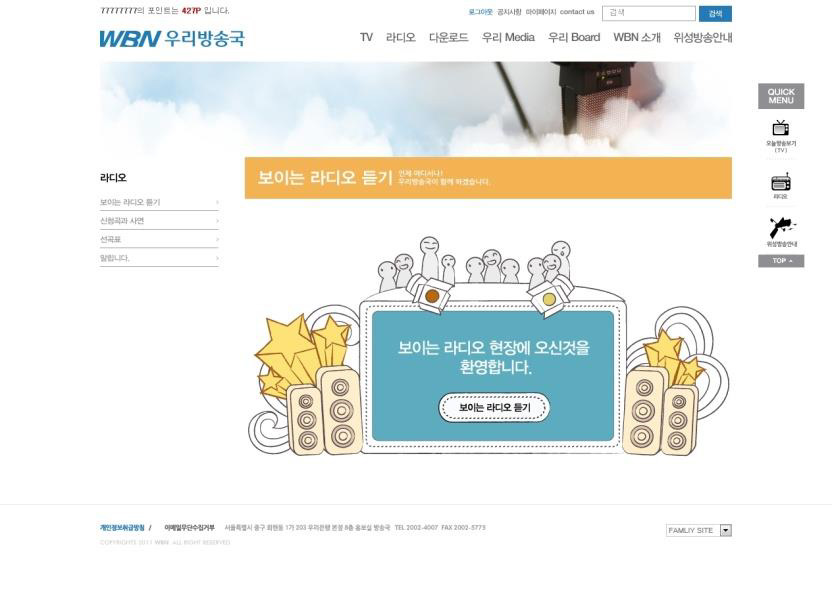 77777777의 포인트는 427P 입니다.
로그아웃 공지사항 마이페이지 contact us 검색 검색
WBN 우리방송국
TV 라디오 다운로드 우리 Media 우리 Board WBN 소개 위성방송안내
QUICK
MENU
오늘방송보기
(TV)
라디오
위성방송안내
TOP
라디오
보이는 라디오 듣기
신청곡과 사연
선곡표
알립니다.
보이는 라디오 듣기
언제 어디서나!
우리방송국이 함께 하겠습니다.
보이는 라디오 현장에 오신것을
환영합니다.
보이는 라디오 듣기
개인정보취급방침 / 이메일무단수집거부 서울특별시 중구 회현동 1가 203 우리은행 본점 8층 홍보실 방송국 TEL 2002-4007 FAX 2002-5773
FAMLIY SITE
COPYRIGHTS 2011 WBN. ALL RIGHT RESERVED.